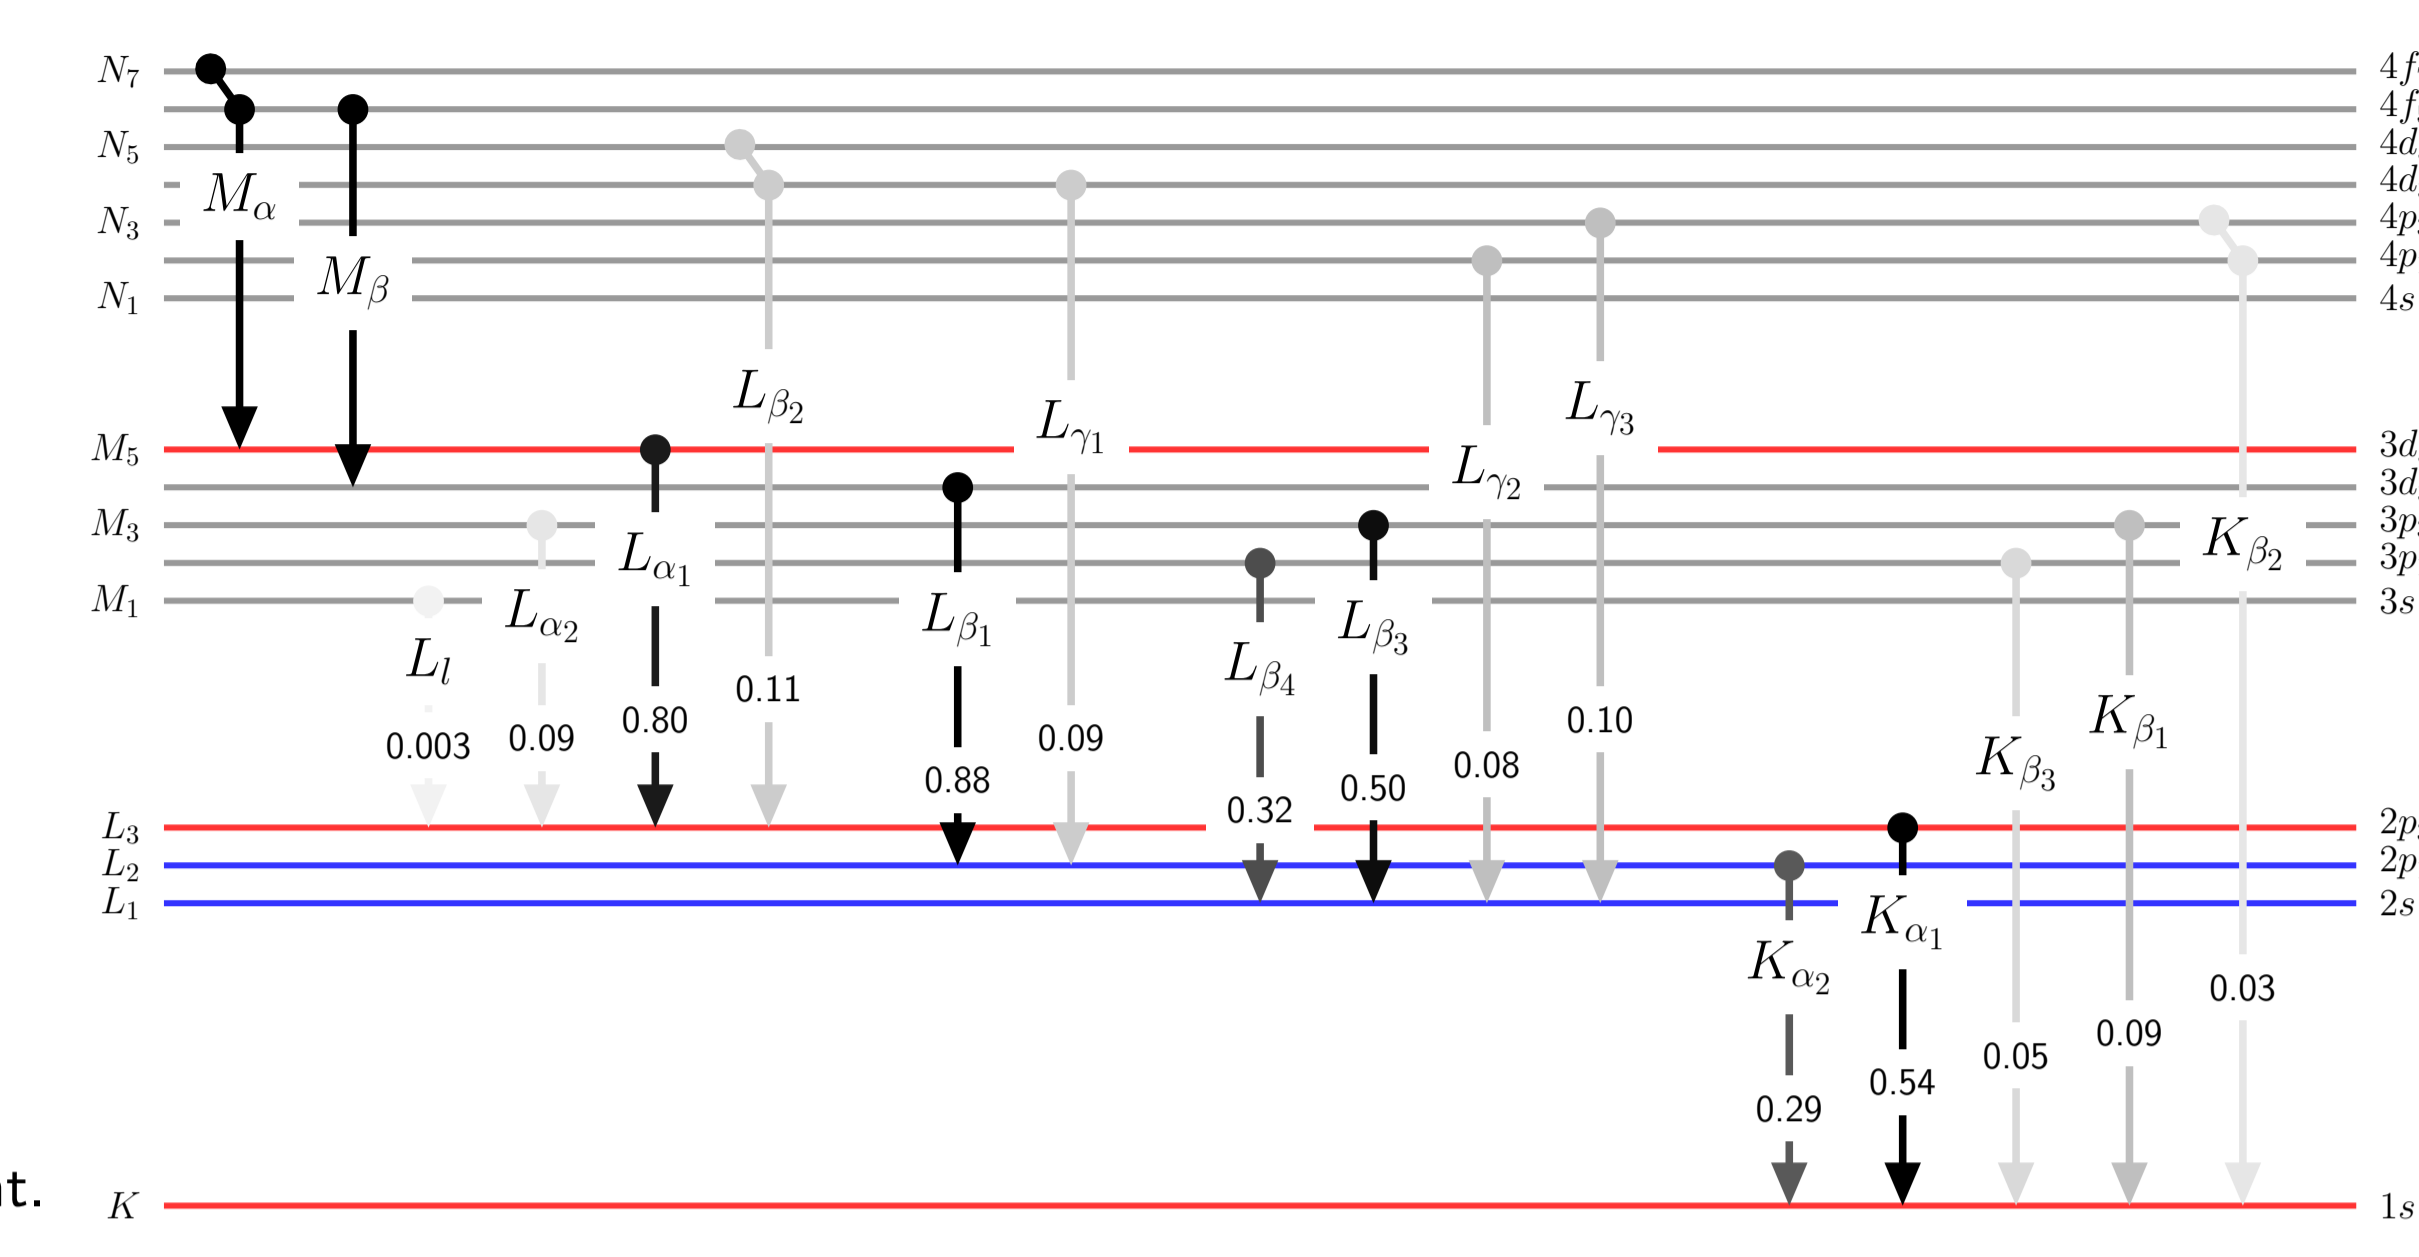 N₇ 4f
4f
N₅ 4d
4d
Mα
N₃ 4p
4p
Mβ
N₁ 4s
Lβ₂
Lγ₃
Lγ₁
M₅ 3d
Lγ₂
3d
M₃ 3p
Kβ₂
Lα₁
3p
M₁ 3s
Lα₂
Lβ₁
Lβ₃
Lₗ
Lβ₄
0.11
Kβ₁
0.80
0.10
0.003
0.09
0.09
Kβ₃
0.08
0.88
0.50
0.32
L₃ 2p
L₂ 2p
L₁ 2s
Kα₁
Kα₂
0.03
0.09
0.05
0.54
0.29
K 1s